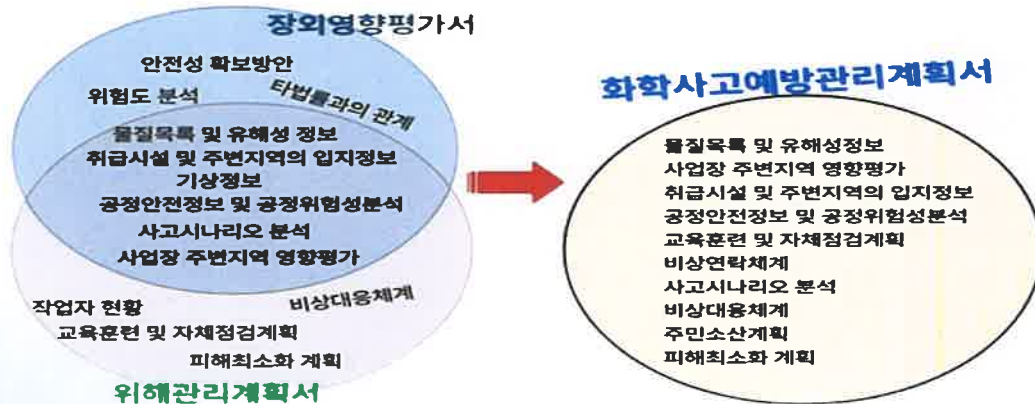 장외영향평가서
안전성 확보방안
위험도 분석
타법률과의 관계
물질목록 및 유해성 정보
취급시설 및 주변지역의 입지정보
기상정보
공정안전정보 및 공정위험성분석
사고시나리오 분석
사업장 주변지역 영향평가
작업자 현황
비상대응체계
교육훈련 및 자체점검계획
피해최소화 계획
위해관리계획서
화학사고예방관리계획서
물질목록 및 유해성정보
사업장 주변지역 영향평가
취급시설 및 주변지역의 입지정보
공정안전정보 및 공정위험성분석
교육훈련 및 자체점검계획
비상연락체계
사고시나리오 분석
비상대응체계
주민소산계획
피해최소화 계획